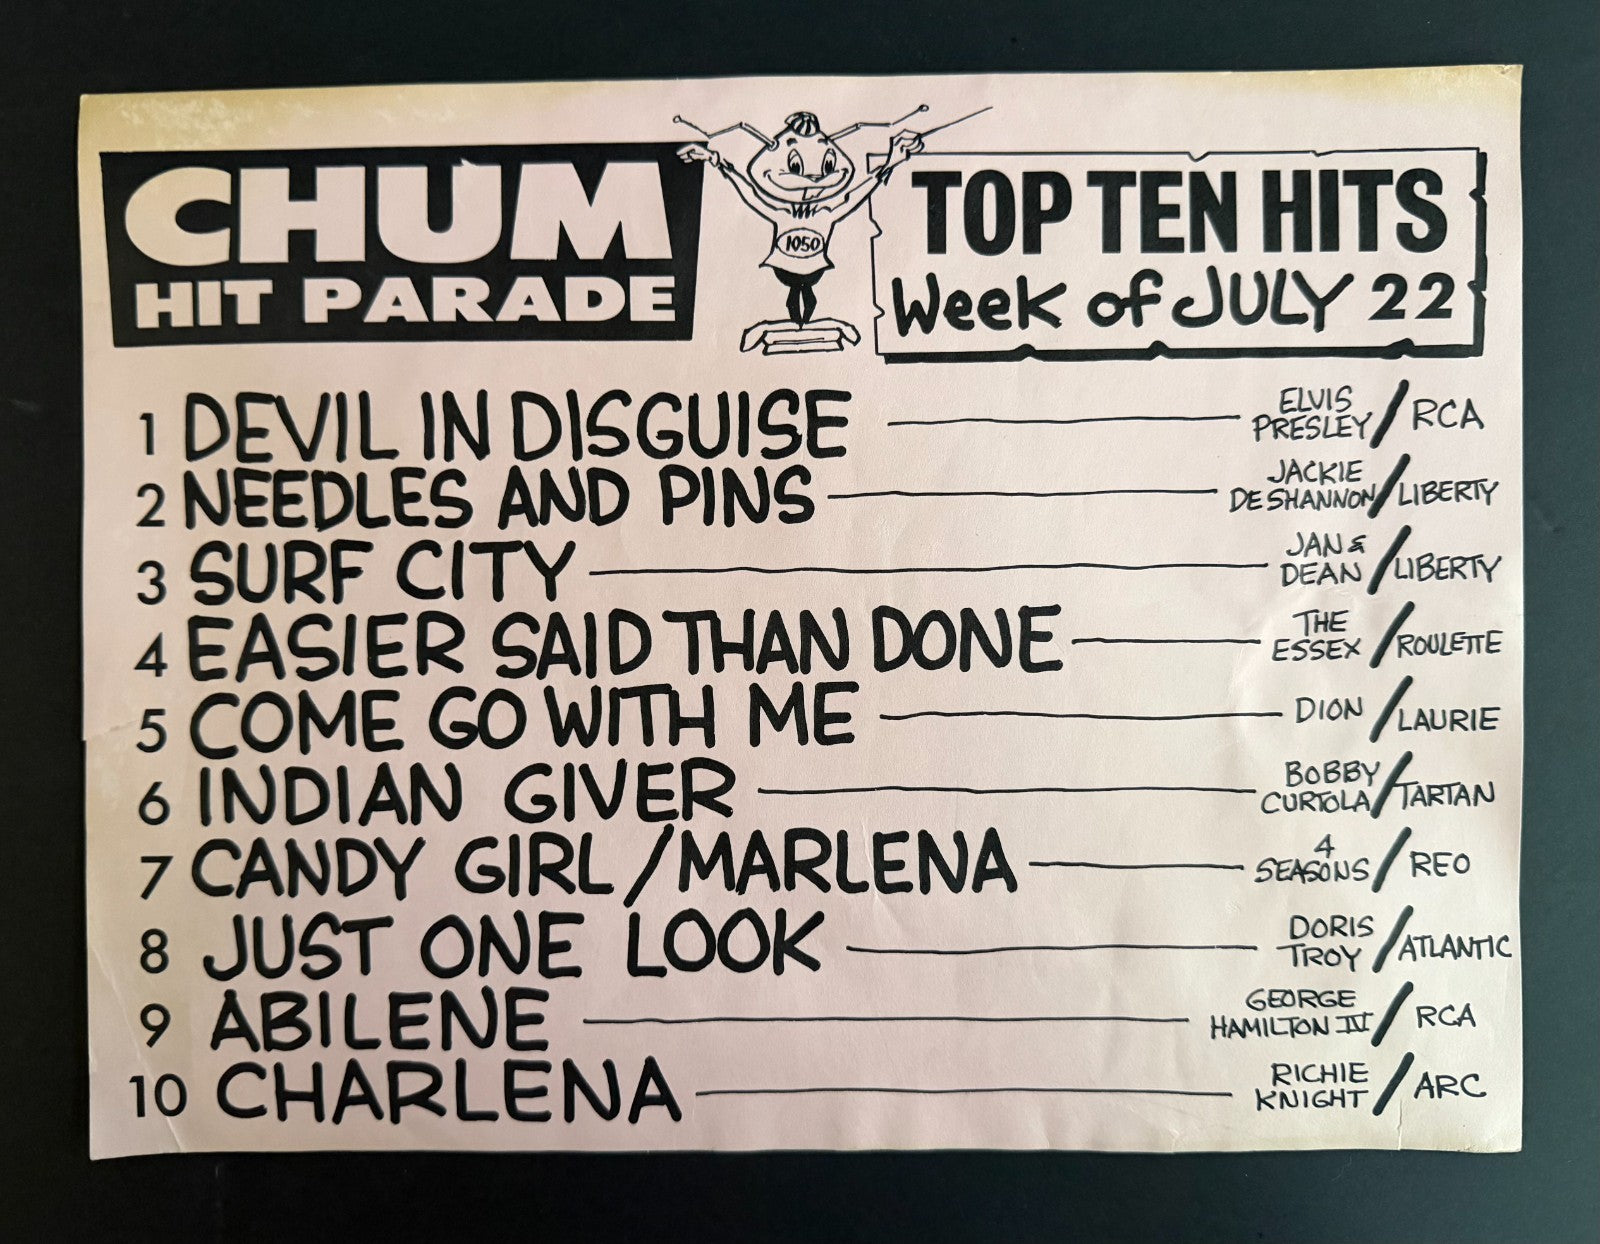 CHUM
HIT PARADE
1050
TOP TEN HITS
Week of JULY 22
1 DEVIL IN DISGUISE ELVIS PRESLEY / RCA
2 NEEDLES AND PINS JACKIE DE SHANNON / LIBERTY
3 SURF CITY JAN & DEAN / LIBERTY
4 EASIER SAID THAN DONE THE ESSEX / ROULETTE
5 COME GO WITH ME DION / LAURIE
6 INDIAN GIVER BOBBY CURTOLA / TARTAN
7 CANDY GIRL / MARLENA 4 SEASONS / REO
8 JUST ONE LOOK DORIS TROY / ATLANTIC
9 ABILENE GEORGE HAMILTON IV / RCA
10 CHARLENA RICHIE KNIGHT / ARC